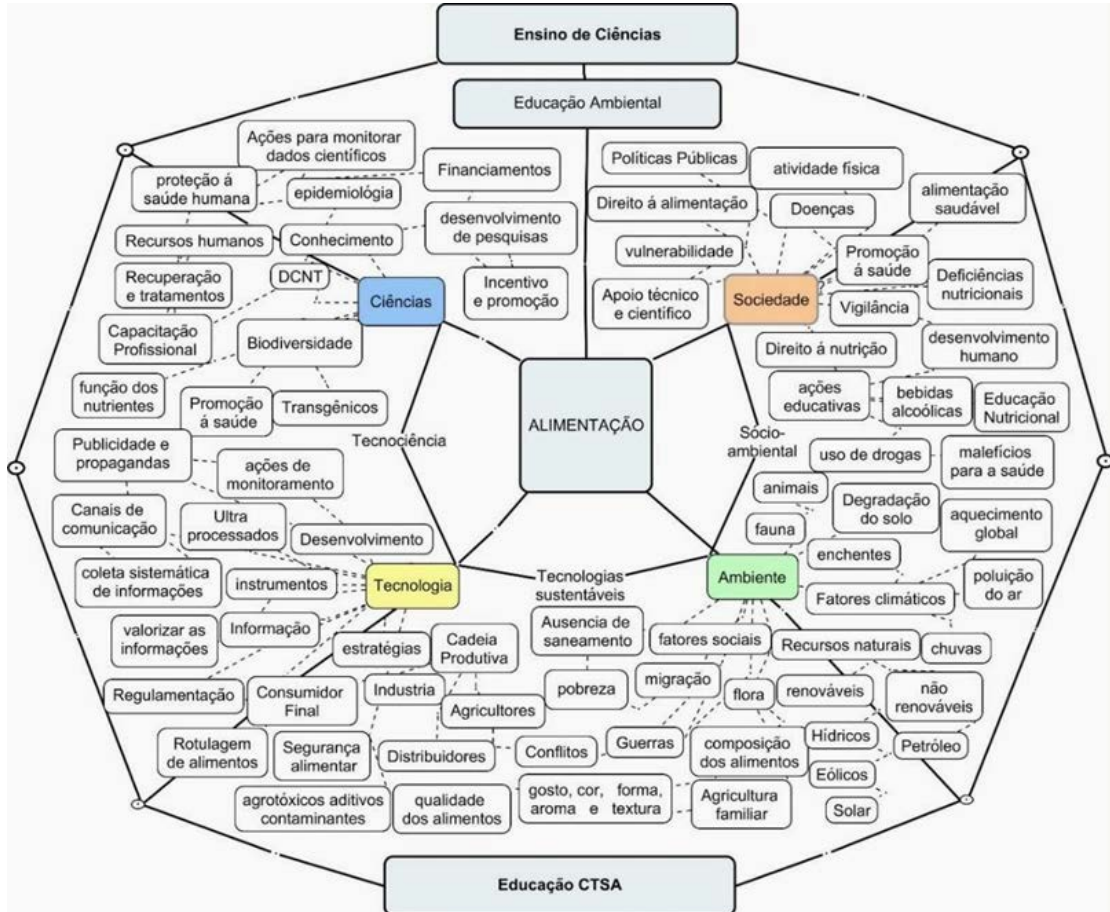 Ensino de Ciências
Educação Ambiental
Ações para monitorar
dados científicos
Financiamentos
proteção á
saúde humana
epidemiológia
Recursos humanos
Conhecimento
desenvolvimento
de pesquisas
Recuperação
e tratamentos
DCNT
Ciências
Incentivo
e promoção
Capacitação
Profissional
Biodiversidade
função dos
nutrientes
Promoção
á saúde
Transgênicos
Políticas Públicas
atividade física
alimentação
saudável
Direito á alimentação
Doenças
vulnerabilidade
Promoção
á saúde
Apoio técnico
e científico
Sociedade
Deficiências
nutricionais
Vigilância
Direito á nutrição
desenvolvimento
humano
ações
educativas
bebidas
alcoólicas
Educação
Nutricional
uso de drogas
malefícios
para a saúde
ALIMENTAÇÃO
Tecnociência
Sócio-
ambiental
Publicidade e
propagandas
ações de
monitoramento
Canais de
comunicação
Ultra
processados
Desenvolvimento
coleta sistemática
de informações
instrumentos
Tecnologia
valorizar as
informações
Informação
estratégias
Cadeia
Produtiva
Regulamentação
Consumidor
Final
Industria
Agricultores
Rotulagem
de alimentos
Segurança
alimentar
Distribuidores
Conflitos
agrotóxicos aditivos
contaminantes
qualidade
dos alimentos
Tecnologias
sustentáveis
animais
Degradação
do solo
aquecimento
global
fauna
enchentes
Ambiente
Fatores climáticos
poluição
do ar
Ausencia de
saneamento
fatores sociais
Recursos naturais
chuvas
pobreza
migração
flora
renováveis
não
renováveis
Guerras
composição
dos alimentos
Hídricos
Petróleo
gosto, cor, forma,
aroma e textura
Agricultura
familiar
Eólicos
Solar
Educação CTSA